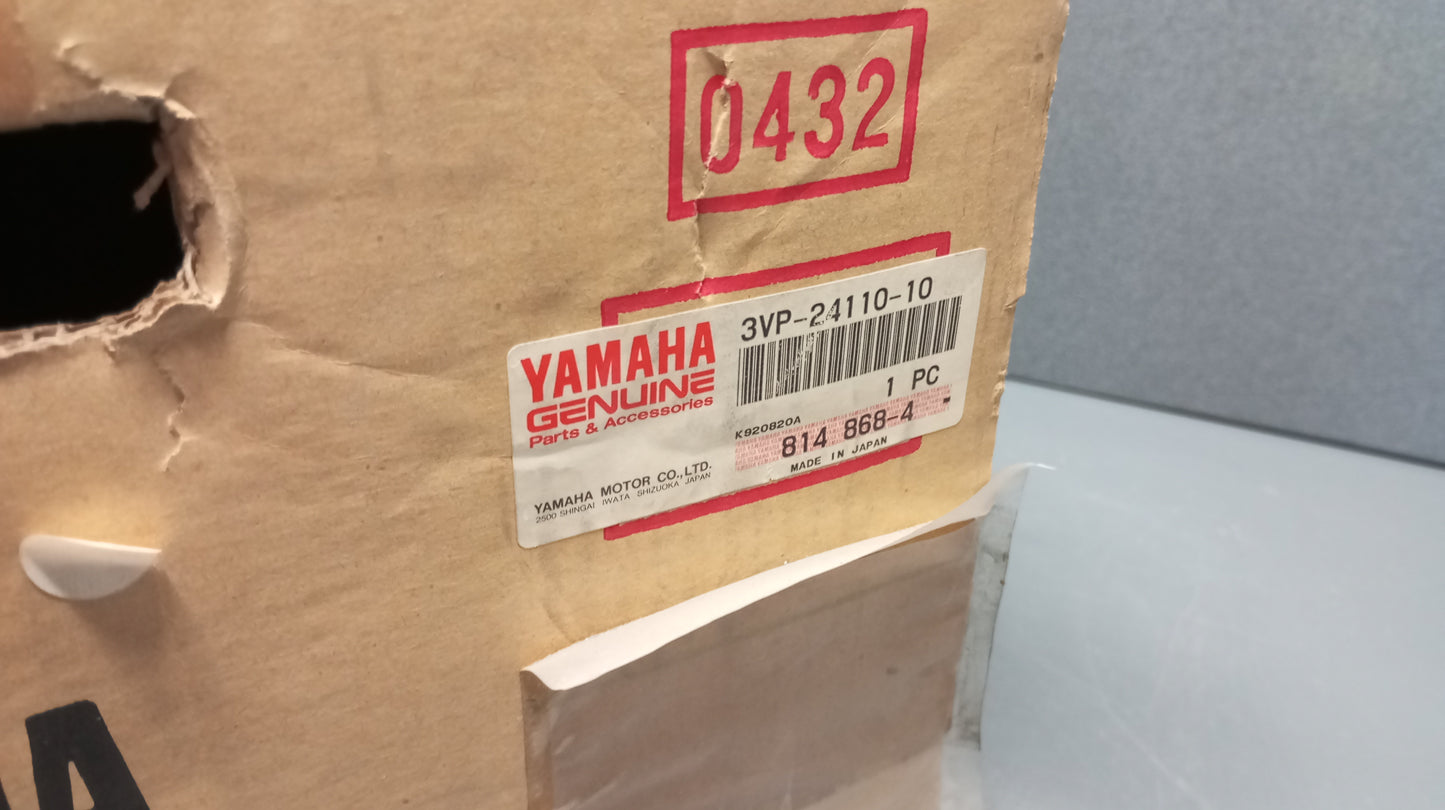 0432
YAMAHA
GENUINE
Parts & Accessories
YAMAHA MOTOR CO.,LTD.
2500 SHINGAI IWATA SHIZUOKA JAPAN
3VP-24110-10
1 PC
K920820A
814 868-4 -
MADE IN JAPAN
A